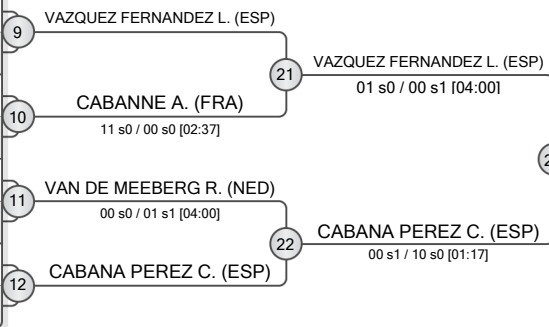 VAZQUEZ FERNANDEZ L. (ESP)
9
21
VAZQUEZ FERNANDEZ L. (ESP)
01 s0 / 00 s1 [04:00]
CABANNE A. (FRA)
10
11 s0 / 00 s0 [02:37]
VAN DE MEEBERG R. (NED)
11
00 s0 / 01 s1 [04:00]
22
CABANA PEREZ C. (ESP)
00 s1 / 10 s0 [01:17]
CABANA PEREZ C. (ESP)
12